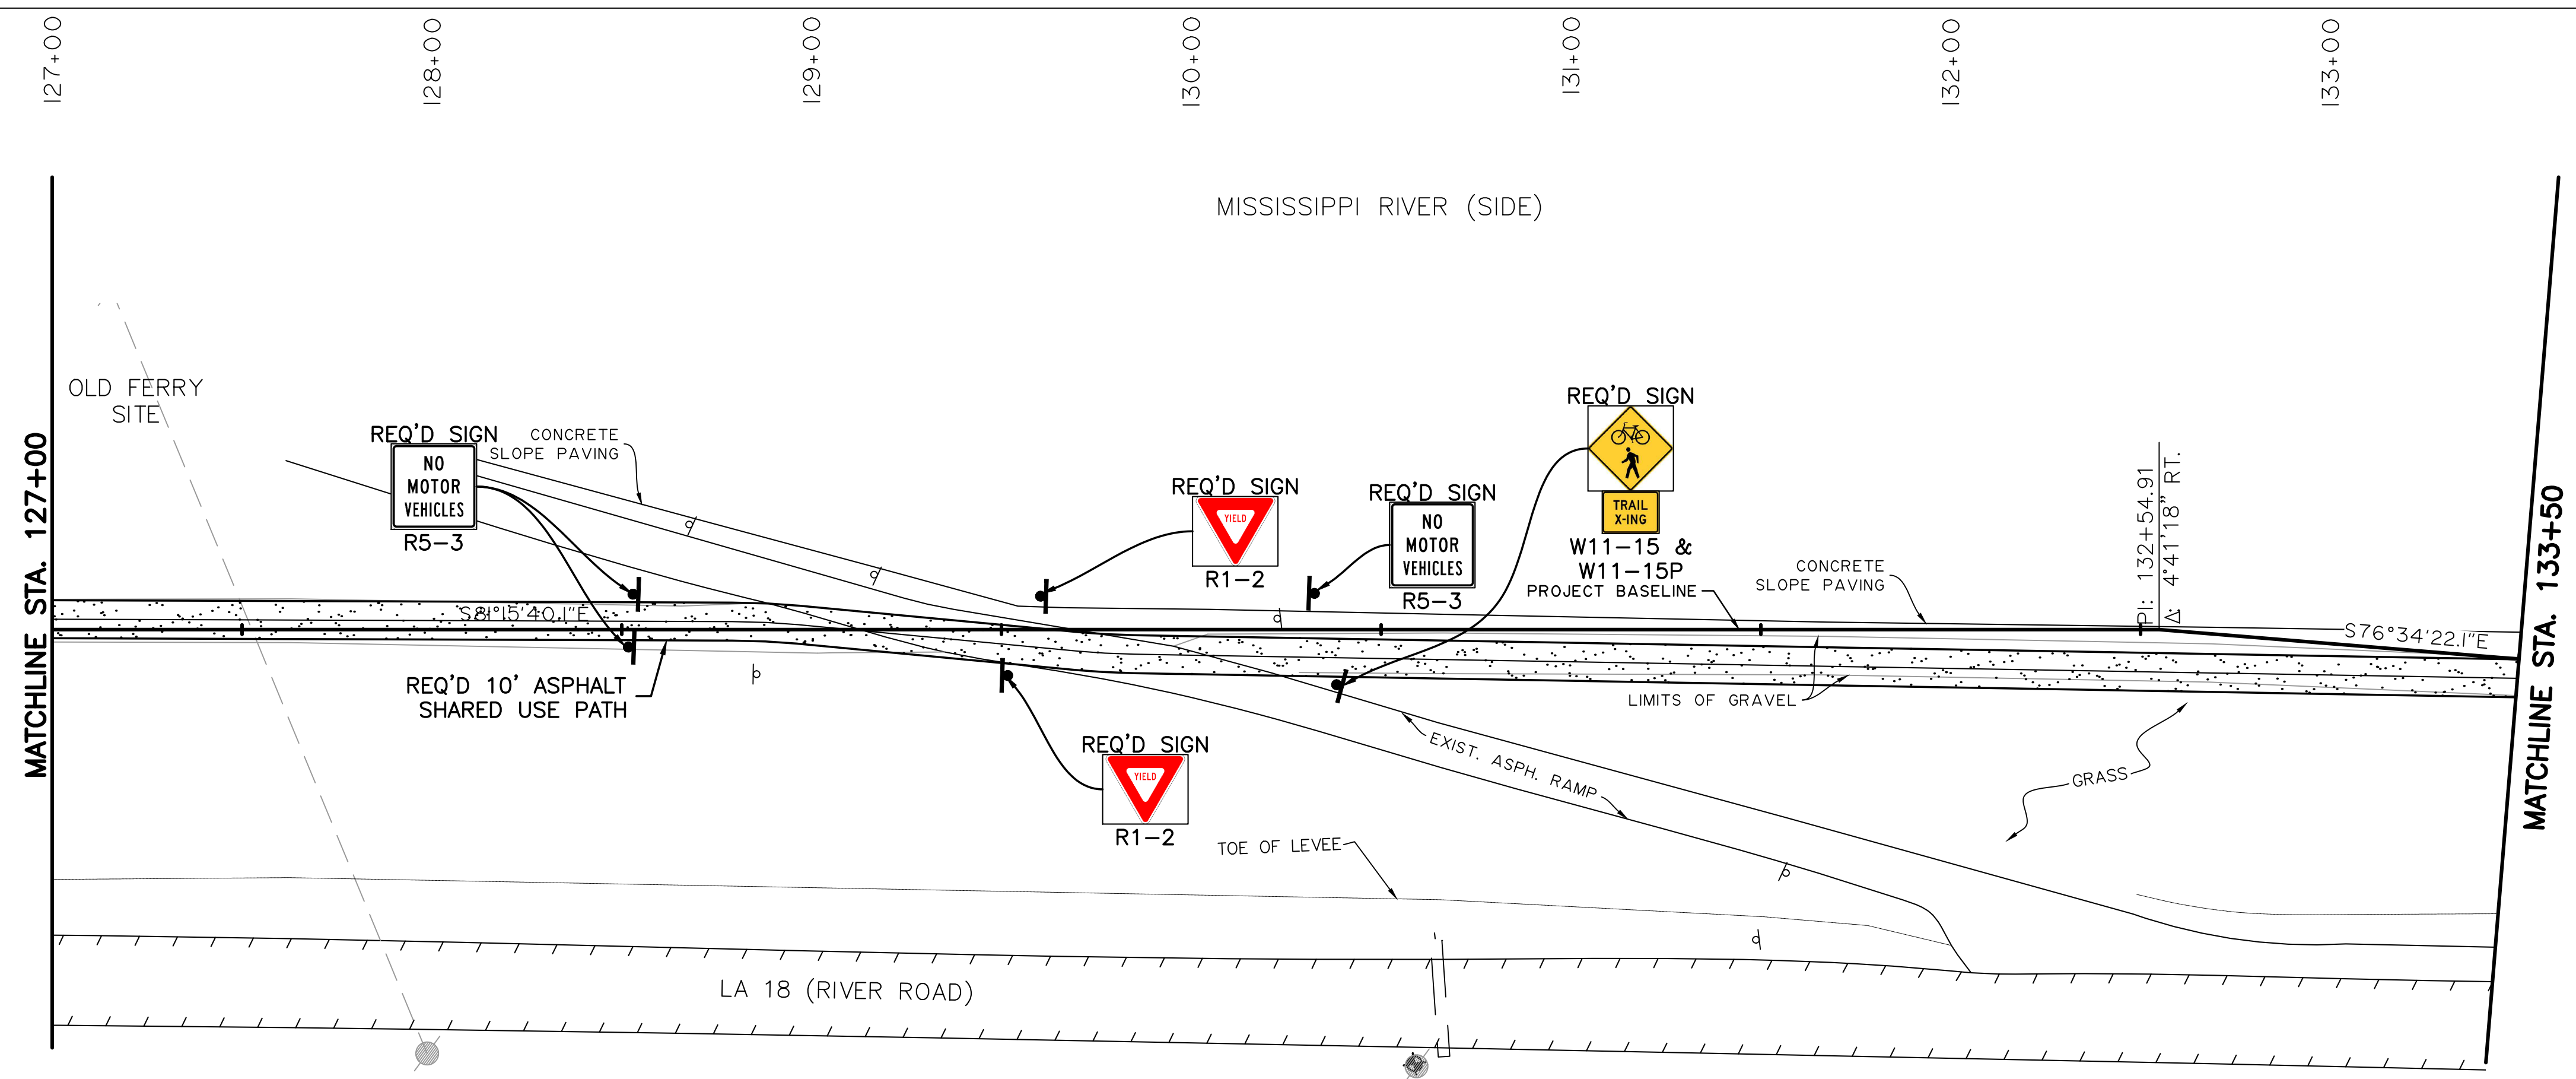 127+00
128+00
129+00
130+00
131+00
132+00
133+00
MISSISSIPPI RIVER (SIDE)
OLD FERRY
SITE
MATCHLINE STA. 127+00
REQ'D SIGN
NO
MOTOR
VEHICLES
R5-3
CONCRETE
SLOPE PAVING
REQ'D SIGN
YIELD
R1-2
REQ'D SIGN
NO
MOTOR
VEHICLES
R5-3
REQ'D SIGN
TRAIL
X-ING
W11-15 &
W11-15P
PROJECT BASELINE
CONCRETE
SLOPE PAVING
PI: 132+54.91
Δ: 4°41'18" RT.
MATCHLINE STA. 133+50
S81°15'40.1"E
S76°34'22.1"E
REQ'D 10' ASPHALT
SHARED USE PATH
LIMITS OF GRAVEL
REQ'D SIGN
YIELD
R1-2
EXIST. ASPH. RAMP
GRASS
TOE OF LEVEE
LA 18 (RIVER ROAD)